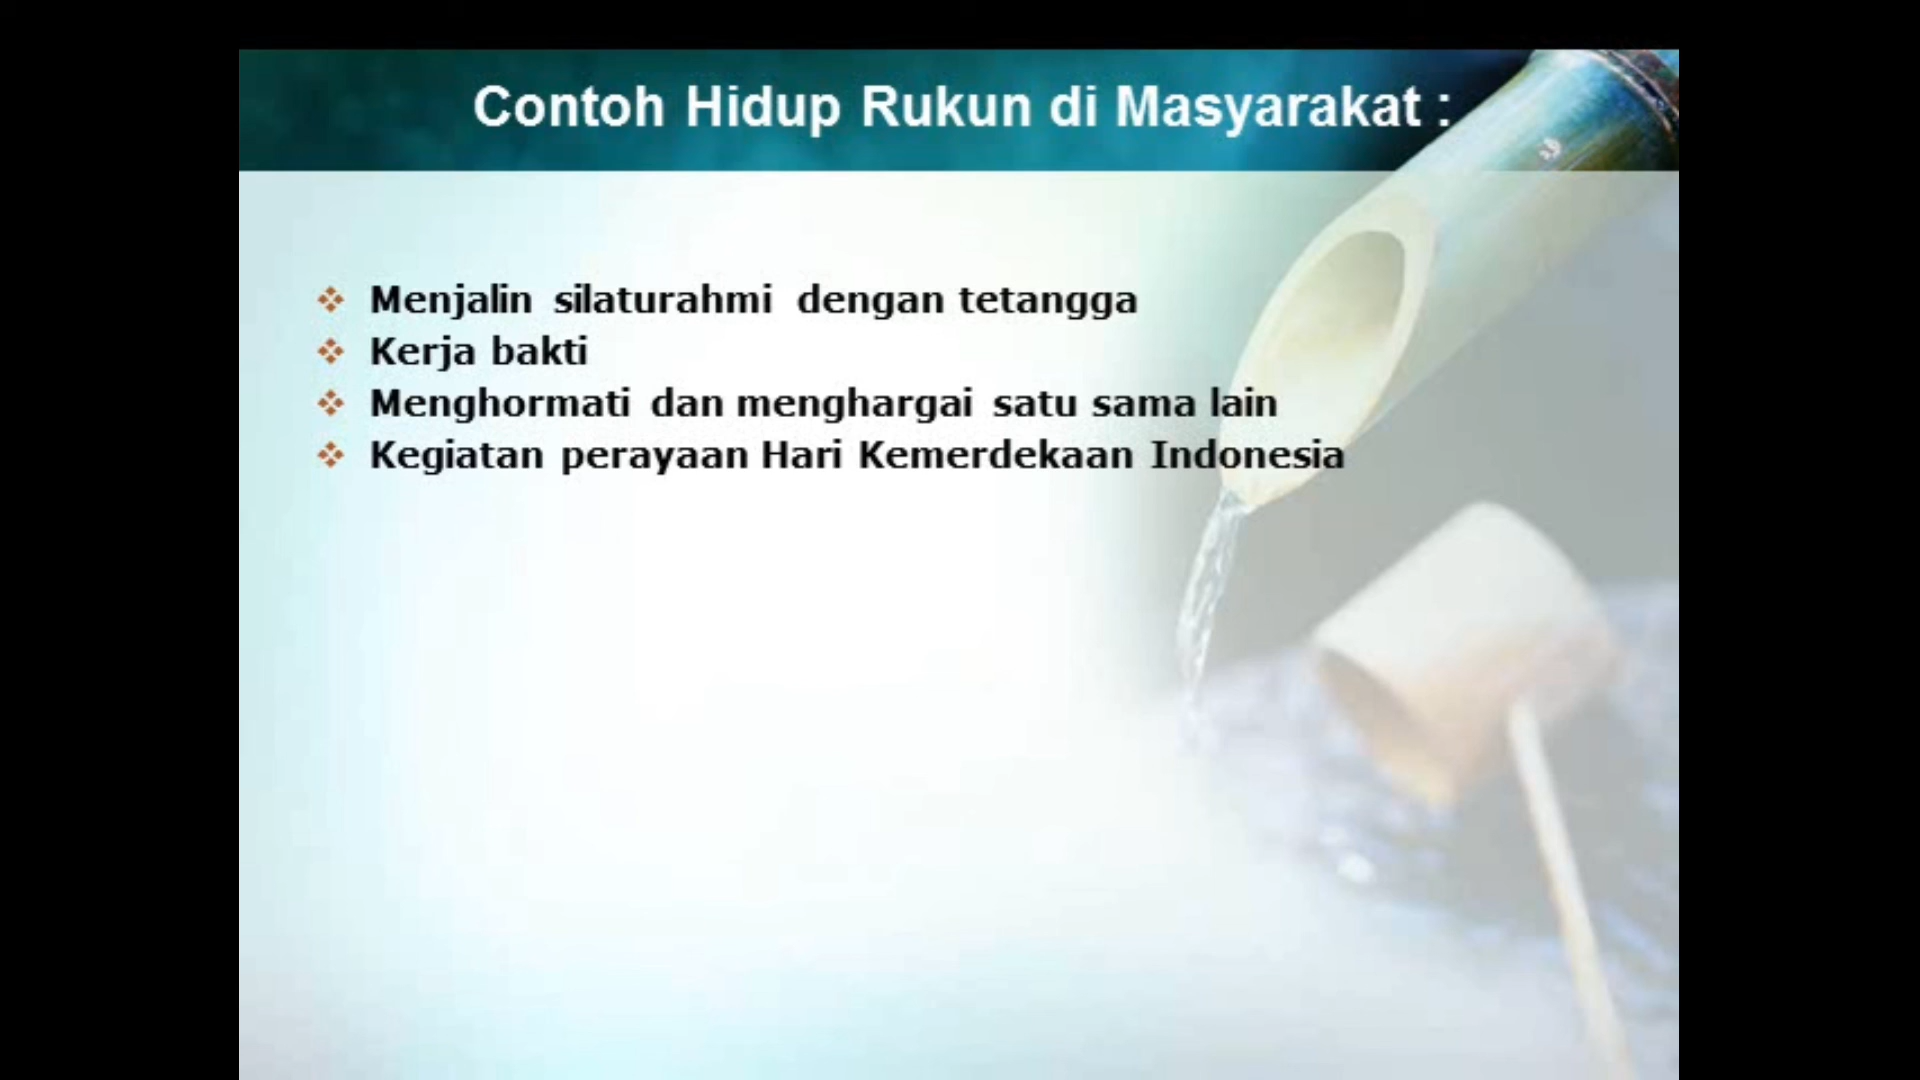 Contoh Hidup Rukun di Masyarakat :
❖ Menjalin silaturahmi dengan tetangga
❖ Kerja bakti
❖ Menghormati dan menghargai satu sama lain
❖ Kegiatan perayaan Hari Kemerdekaan Indonesia